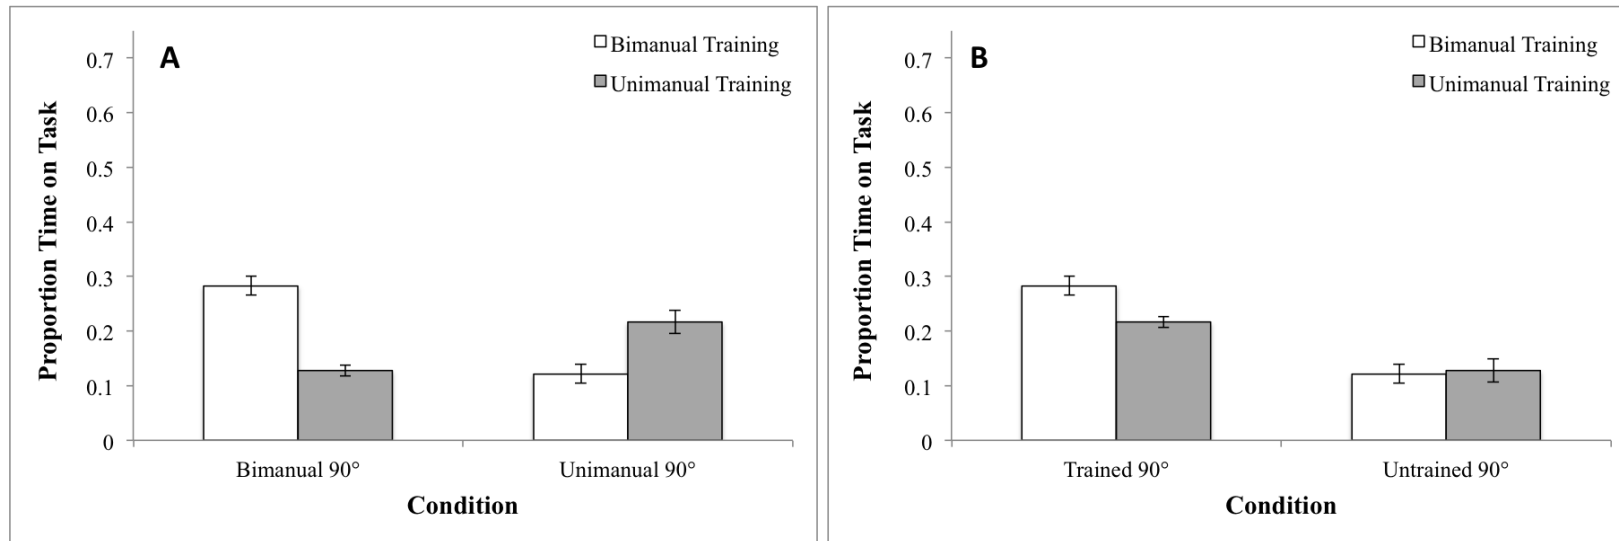 A
Bimanual Training
Unimanual Training
Proportion Time on Task
0.7
0.6
0.5
0.4
0.3
0.2
0.1
0
Bimanual 90°
Unimanual 90°
Condition
B
Bimanual Training
Unimanual Training
Proportion Time on Task
0.7
0.6
0.5
0.4
0.3
0.2
0.1
0
Trained 90°
Untrained 90°
Condition